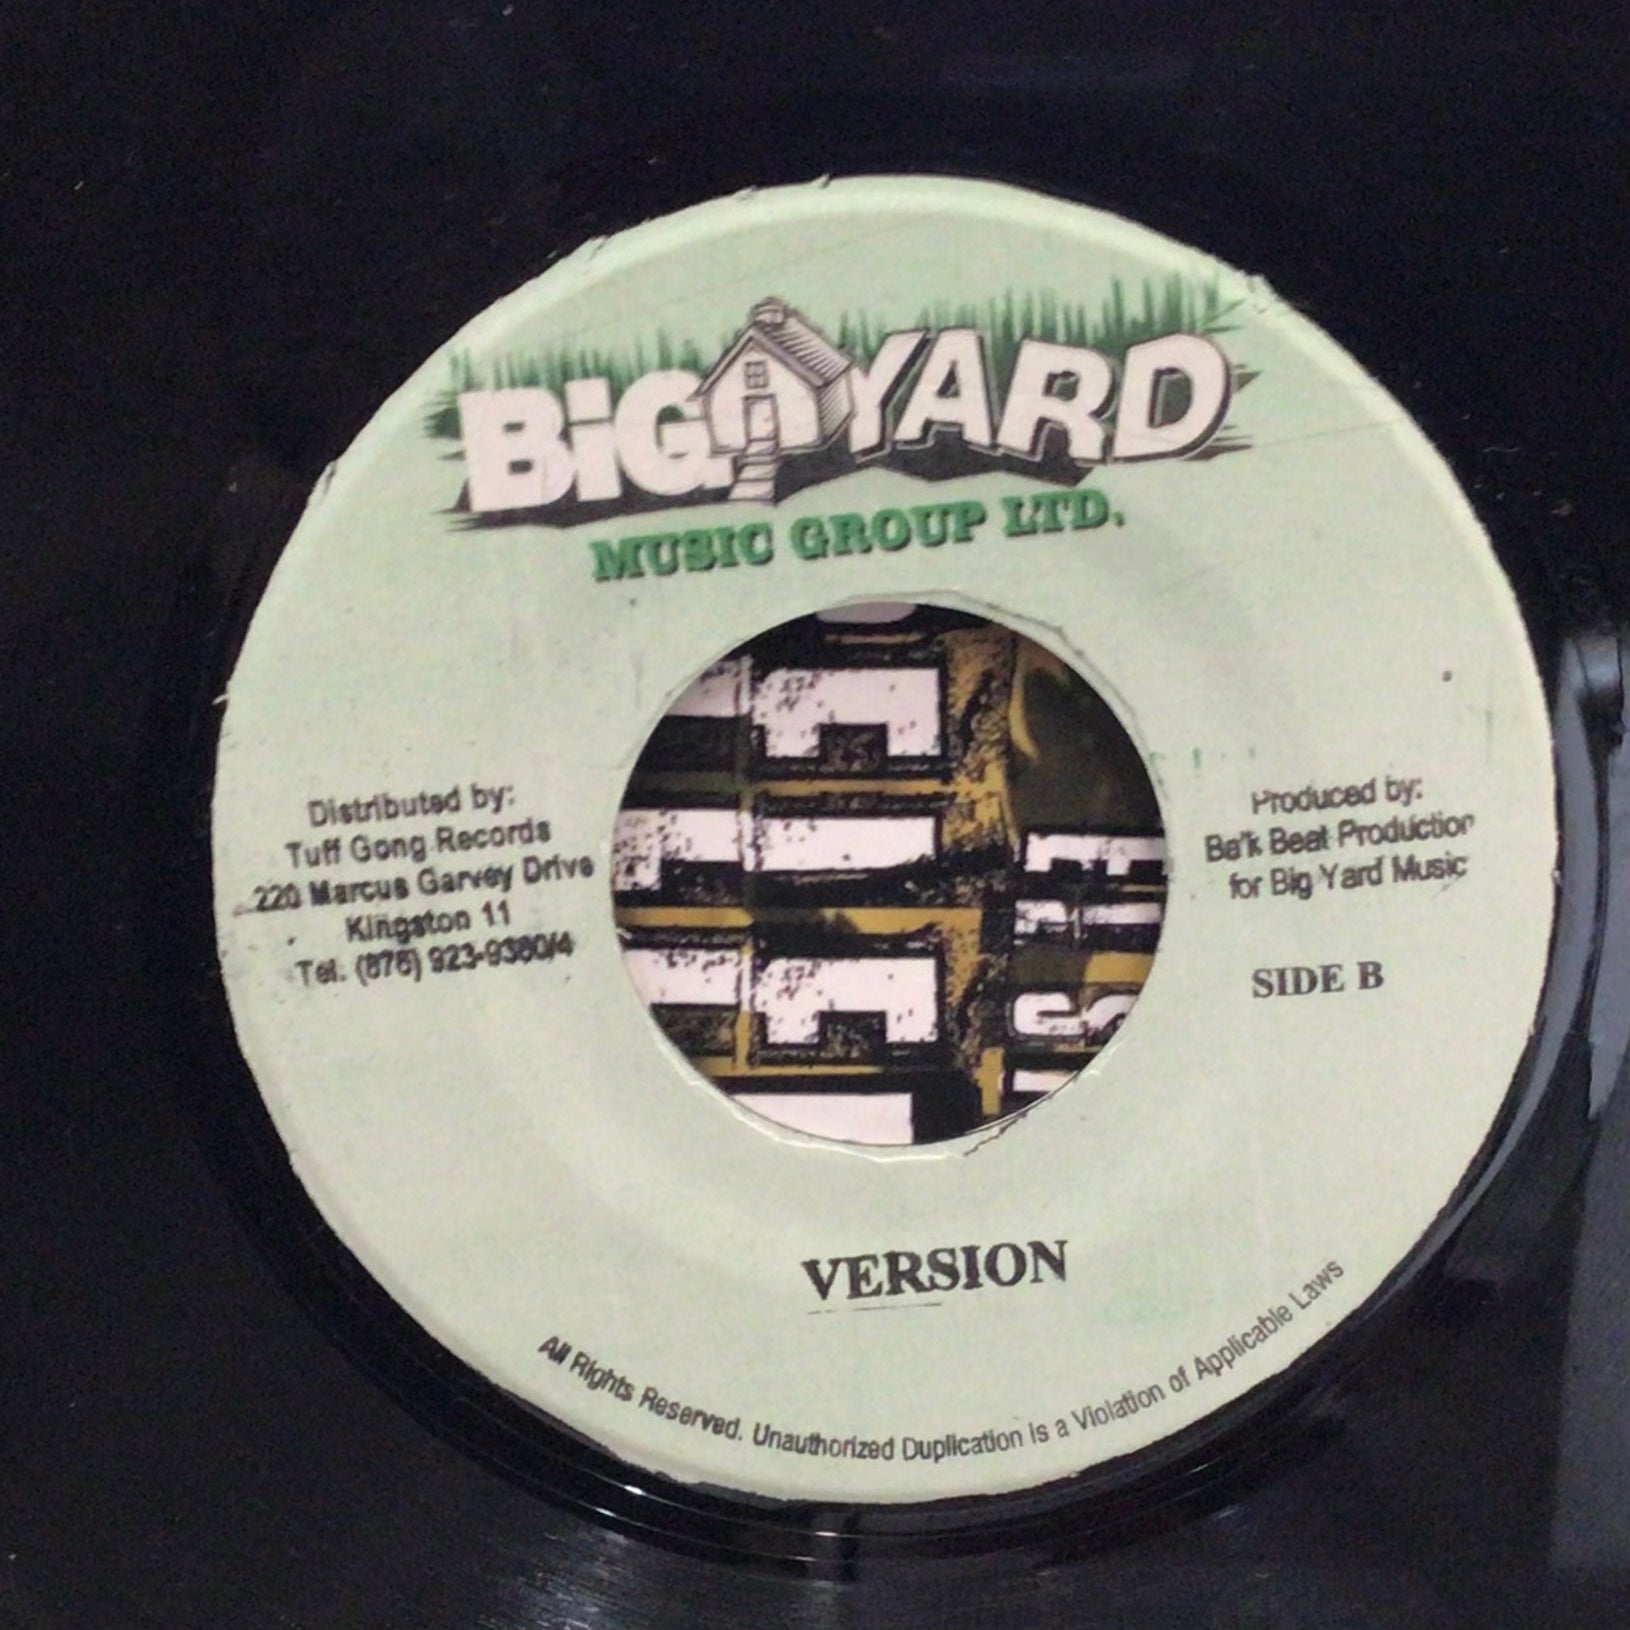 BiG YARD
MUSIC GROUP LTD.
Distributed by:
Tuff Gong Records
220 Marcus Garvey Drive
Kingston 11
Tel: (876) 923-9380/4
Produced by:
Ba'k Beat Production
for Big Yard Music
SIDE B
VERSION
All Rights Reserved. Unauthorized Duplication is a Violation of Applicable Laws